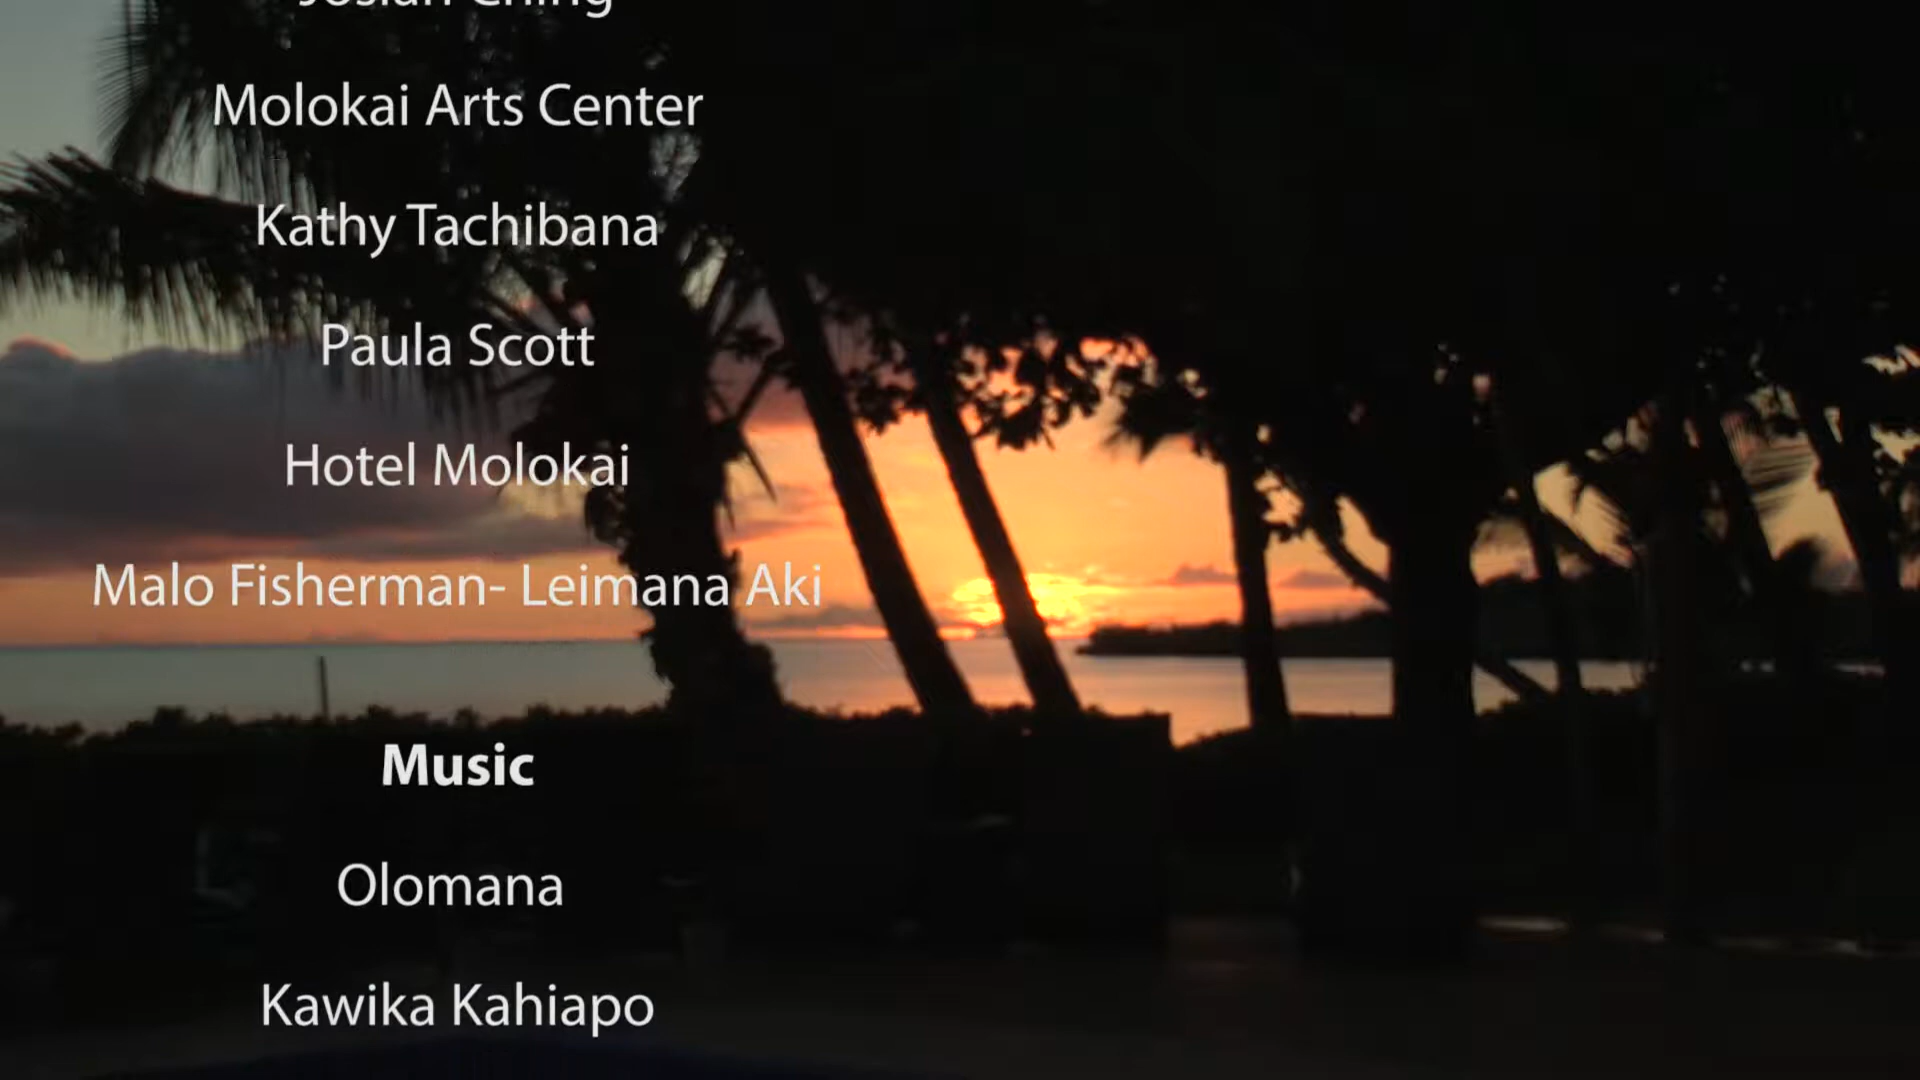 Molokai Arts Center
Kathy Tachibana
Paula Scott
Hotel Molokai
Malo Fisherman- Leimana Aki
Music
Olomana
Kawika Kahiapo